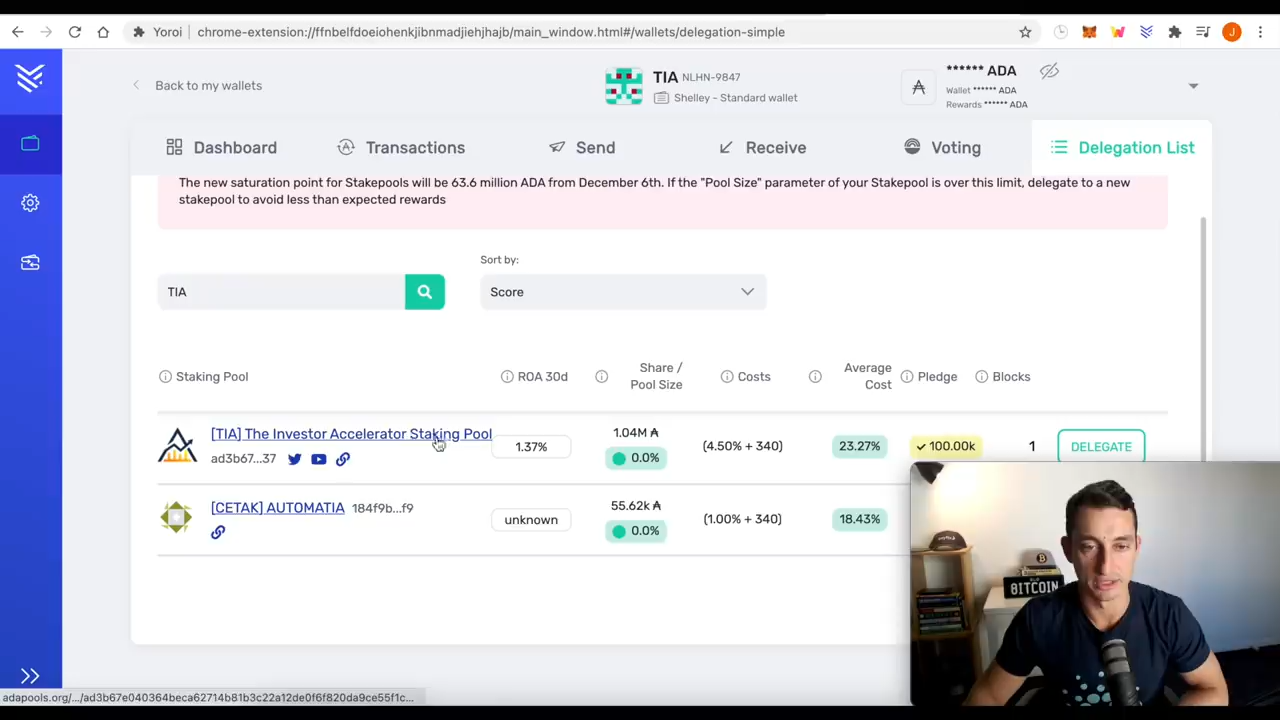 Yoroi
chrome-extension://ffnbelfdoeiohenkjibnmadjiehjhajb/main_window.html#/wallets/delegation-simple
J
Back to my wallets
TIA NLHN-9847
Shelley - Standard wallet
****** ADA
Wallet ****** ADA
Rewards ****** ADA
Dashboard
Transactions
Send
Receive
Voting
Delegation List
The new saturation point for Stakepools will be 63.6 million ADA from December 6th. If the "Pool Size" parameter of your Stakepool is over this limit, delegate to a new
stakepool to avoid less than expected rewards
Sort by:
TIA
Score
Staking Pool
ROA 30d
Share /
Pool Size
Costs
Average
Cost
Pledge
Blocks
[TIA] The Investor Accelerator Staking Pool
ad3b67...37
1.37%
1.04M ₳
0.0%
(4.50% + 340)
23.27%
100.00k
1
DELEGATE
[CETAK] AUTOMATIA 184f9b...f9
unknown
55.62k ₳
0.0%
(1.00% + 340)
18.43%
BITCOIN
adapools.org/.../ad3b67e040364beca62714b81b3c22a12de0f6f820da9ce55f1c...